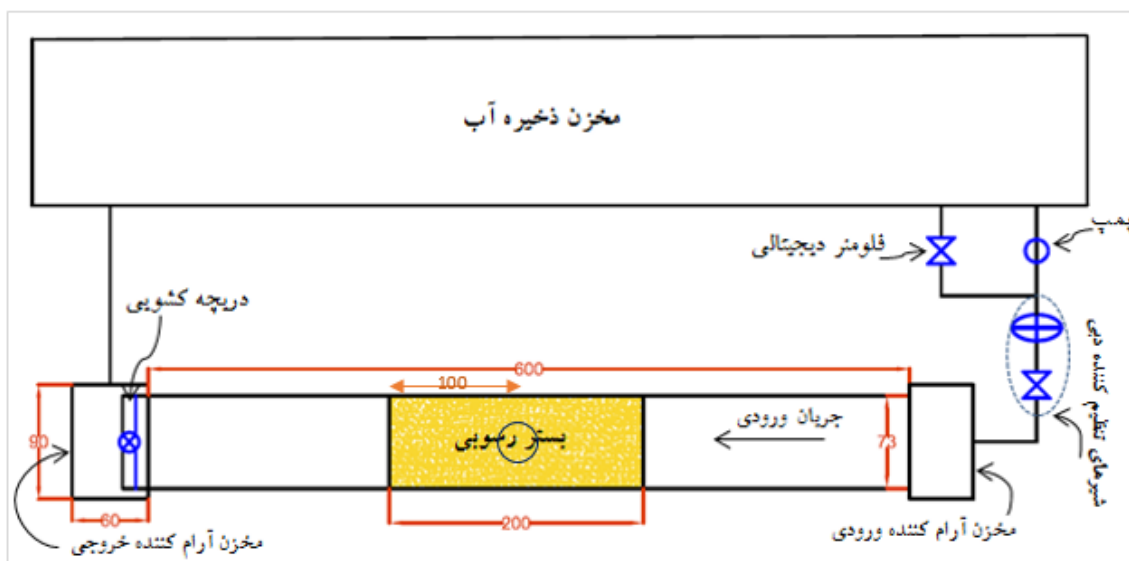 مخزن ذخیره آب
پمپ
فلومتر دیجیتالی
دریچه کشویی
شیرهای تنظیم کننده دبی
600
100
جریان ورودی
بستر رسوبی
90
73
60
200
مخزن آرام کننده ورودی
مخزن آرام کننده خروجی